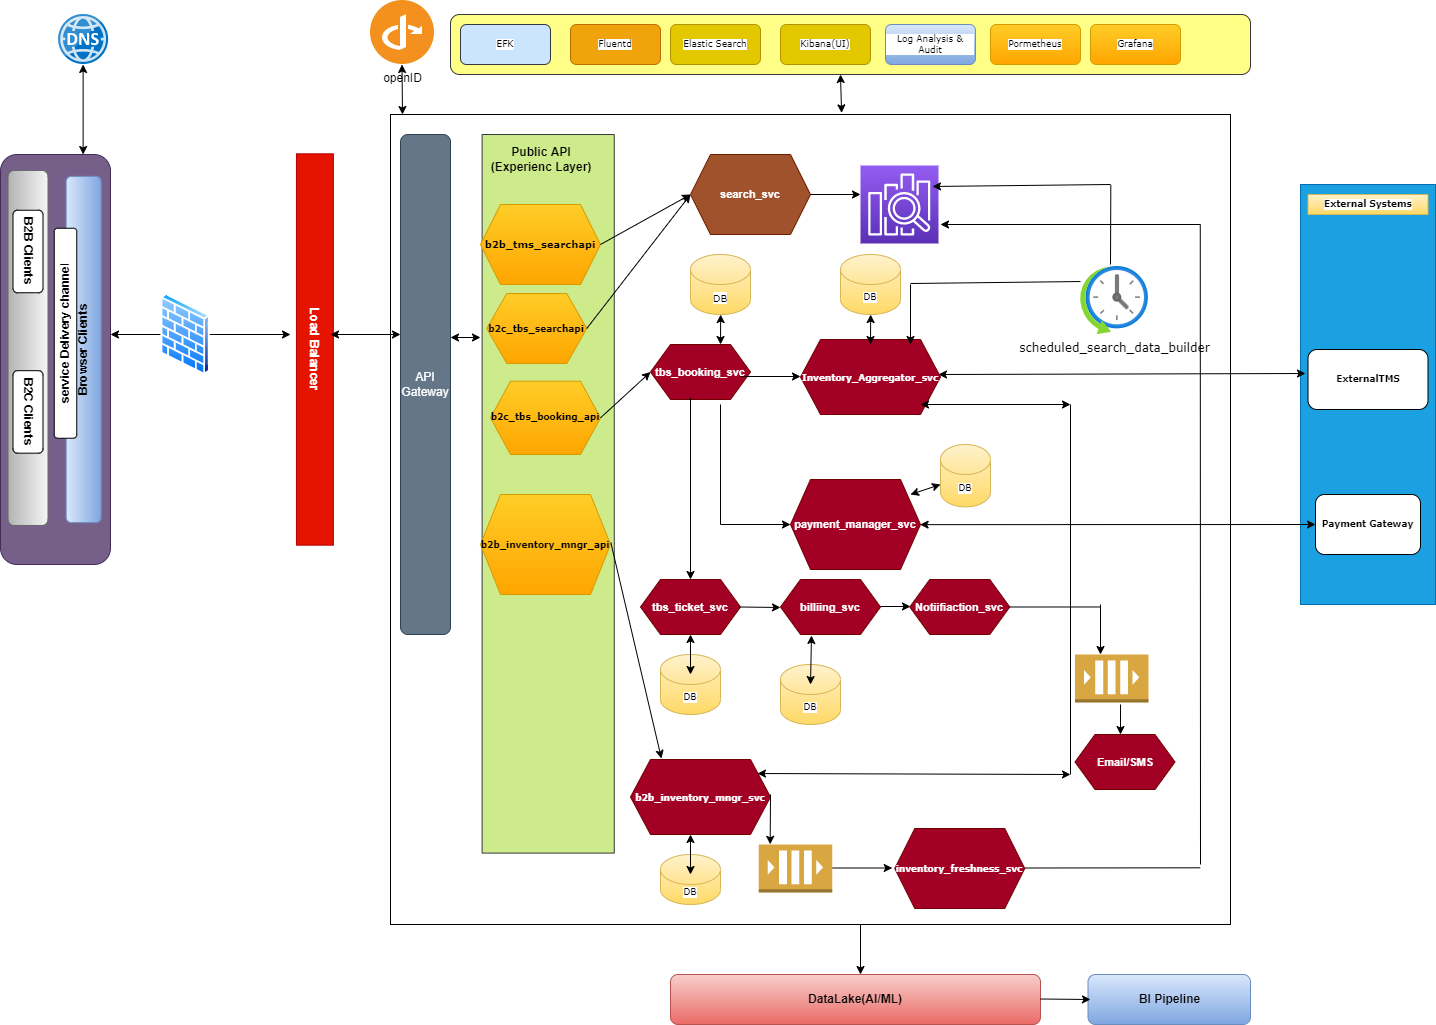 DNS
openID
EFK
Fluentd
Elastic Search
Kibana(UI)
Log Analysis &
Audit
Pormetheus
Grafana
B2B Clients
B2C Clients
service Delivery channel
Browser Clients
Load Balancer
API
Gateway
Public API
(Experienc Layer)
b2b_tms_searchapi
b2c_tbs_searchapi
b2c_tbs_booking_api
b2b_inventory_mngr_api
search_svc
DB
DB
scheduled_search_data_builder
tbs_booking_svc
Inventory_Aggregator_svc
DB
payment_manager_svc
tbs_ticket_svc
billiing_svc
Notiifiaction_svc
DB
DB
Email/SMS
b2b_inventory_mngr_svc
DB
inventory_freshness_svc
External Systems
ExternalTMS
Payment Gateway
DataLake(AI/ML)
BI Pipeline